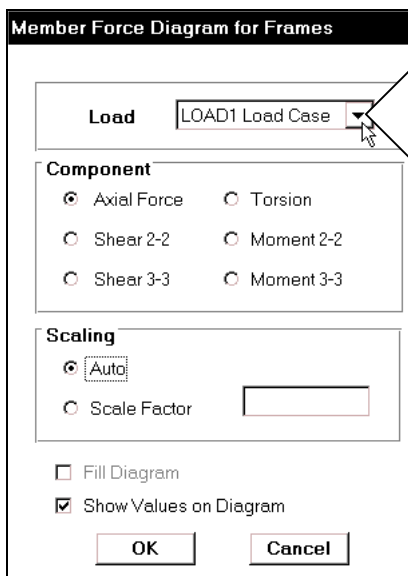 Member Force Diagram for Frames
Load LOAD1 Load Case
Component
Axial Force Torsion
Shear 2-2 Moment 2-2
Shear 3-3 Moment 3-3
Scaling
Auto
Scale Factor
Fill Diagram
Show Values on Diagram
OK Cancel